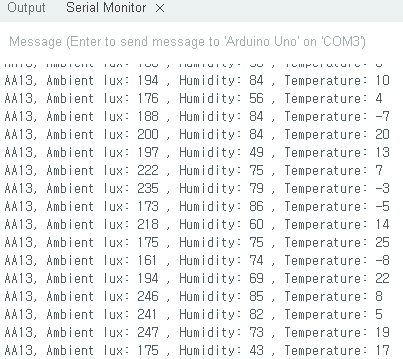 Output Serial Monitor ×
Message (Enter to send message to 'Arduino Uno' on 'COM3')
AA13, Ambient lux: 194 , Humidity: 84 , Temperature: 10
AA13, Ambient lux: 176 , Humidity: 56 , Temperature: 4
AA13, Ambient lux: 188 , Humidity: 84 , Temperature: -7
AA13, Ambient lux: 200 , Humidity: 84 , Temperature: 20
AA13, Ambient lux: 197 , Humidity: 49 , Temperature: 13
AA13, Ambient lux: 222 , Humidity: 75 , Temperature: 7
AA13, Ambient lux: 235 , Humidity: 79 , Temperature: -3
AA13, Ambient lux: 173 , Humidity: 86 , Temperature: -5
AA13, Ambient lux: 218 , Humidity: 60 , Temperature: 14
AA13, Ambient lux: 175 , Humidity: 75 , Temperature: 25
AA13, Ambient lux: 161 , Humidity: 74 , Temperature: -8
AA13, Ambient lux: 194 , Humidity: 69 , Temperature: 22
AA13, Ambient lux: 246 , Humidity: 85 , Temperature: 8
AA13, Ambient lux: 241 , Humidity: 82 , Temperature: 5
AA13, Ambient lux: 247 , Humidity: 73 , Temperature: 19
AA13, Ambient lux: 175 , Humidity: 43 , Temperature: 17